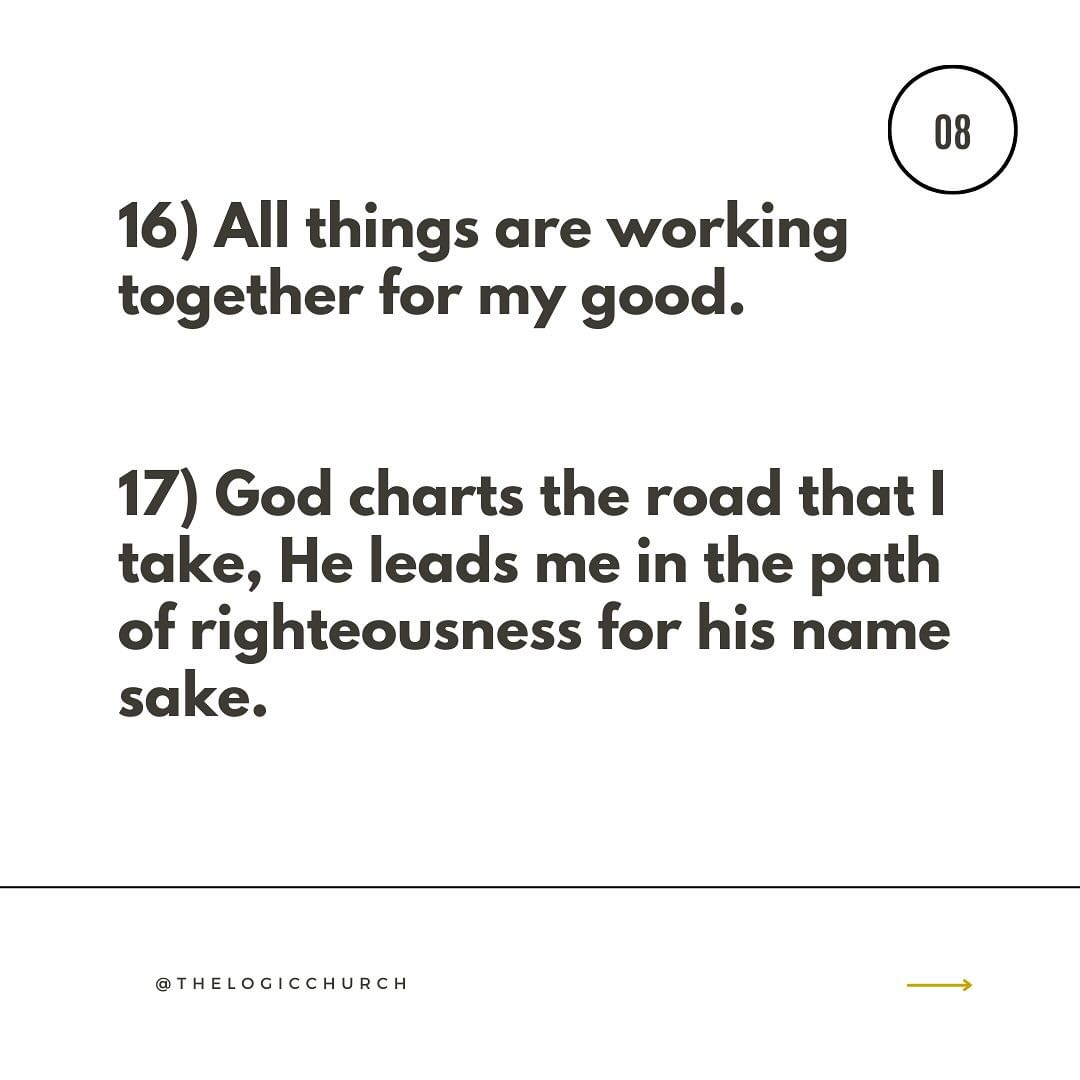 08
16) All things are working
together for my good.
17) God charts the road that I
take, He leads me in the path
of righteousness for his name
sake.
@THELOGICCHURCH